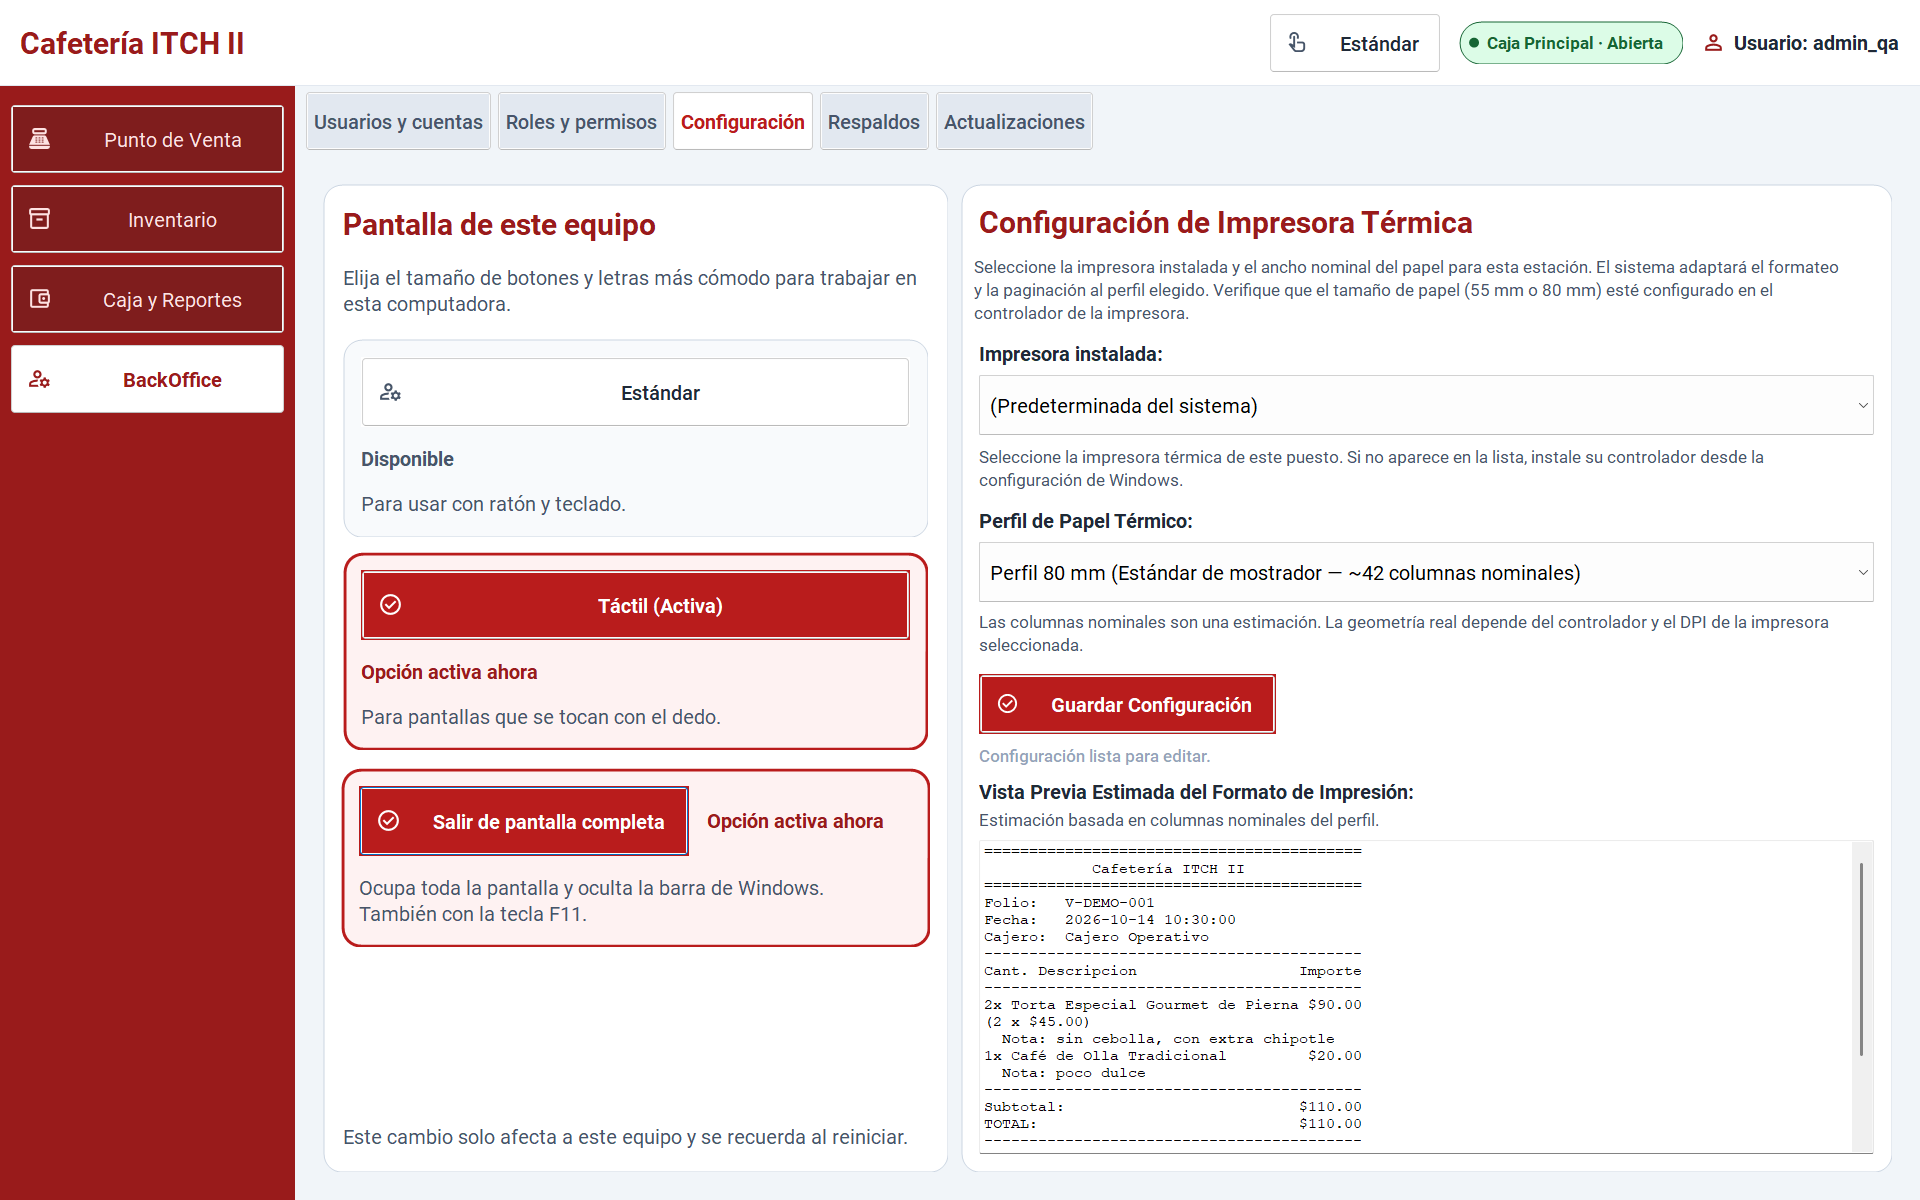 Cafetería ITCH II
Estándar
Caja Principal · Abierta
Usuario: admin_qa
Punto de Venta
Inventario
Caja y Reportes
BackOffice
Usuarios y cuentas
Roles y permisos
Configuración
Respaldos
Actualizaciones
Pantalla de este equipo
Elija el tamaño de botones y letras más cómodo para trabajar en
esta computadora.
Estándar
Disponible
Para usar con ratón y teclado.
Táctil (Activa)
Opción activa ahora
Para pantallas que se tocan con el dedo.
Salir de pantalla completa
Opción activa ahora
Ocupa toda la pantalla y oculta la barra de Windows.
También con la tecla F11.
Este cambio solo afecta a este equipo y se recuerda al reiniciar.
Configuración de Impresora Térmica
Seleccione la impresora instalada y el ancho nominal del papel para esta estación. El sistema adaptará el formateo
y la paginación al perfil elegido. Verifique que el tamaño de papel (55 mm o 80 mm) esté configurado en el
controlador de la impresora.
Impresora instalada:
(Predeterminada del sistema)
Seleccione la impresora térmica de este puesto. Si no aparece en la lista, instale su controlador desde la
configuración de Windows.
Perfil de Papel Térmico:
Perfil 80 mm (Estándar de mostrador — ~42 columnas nominales)
Las columnas nominales son una estimación. La geometría real depende del controlador y el DPI de la impresora
seleccionada.
Guardar Configuración
Configuración lista para editar.
Vista Previa Estimada del Formato de Impresión:
Estimación basada en columnas nominales del perfil.
==========================================
Cafetería ITCH II
==========================================
Folio: V-DEMO-001
Fecha: 2026-10-14 10:30:00
Cajero: Cajero Operativo
------------------------------------------
Cant. Descripcion Importe
------------------------------------------
2x Torta Especial Gourmet de Pierna $90.00
(2 x $45.00)
Nota: sin cebolla, con extra chipotle
1x Café de Olla Tradicional $20.00
Nota: poco dulce
------------------------------------------
Subtotal: $110.00
TOTAL: $110.00
------------------------------------------